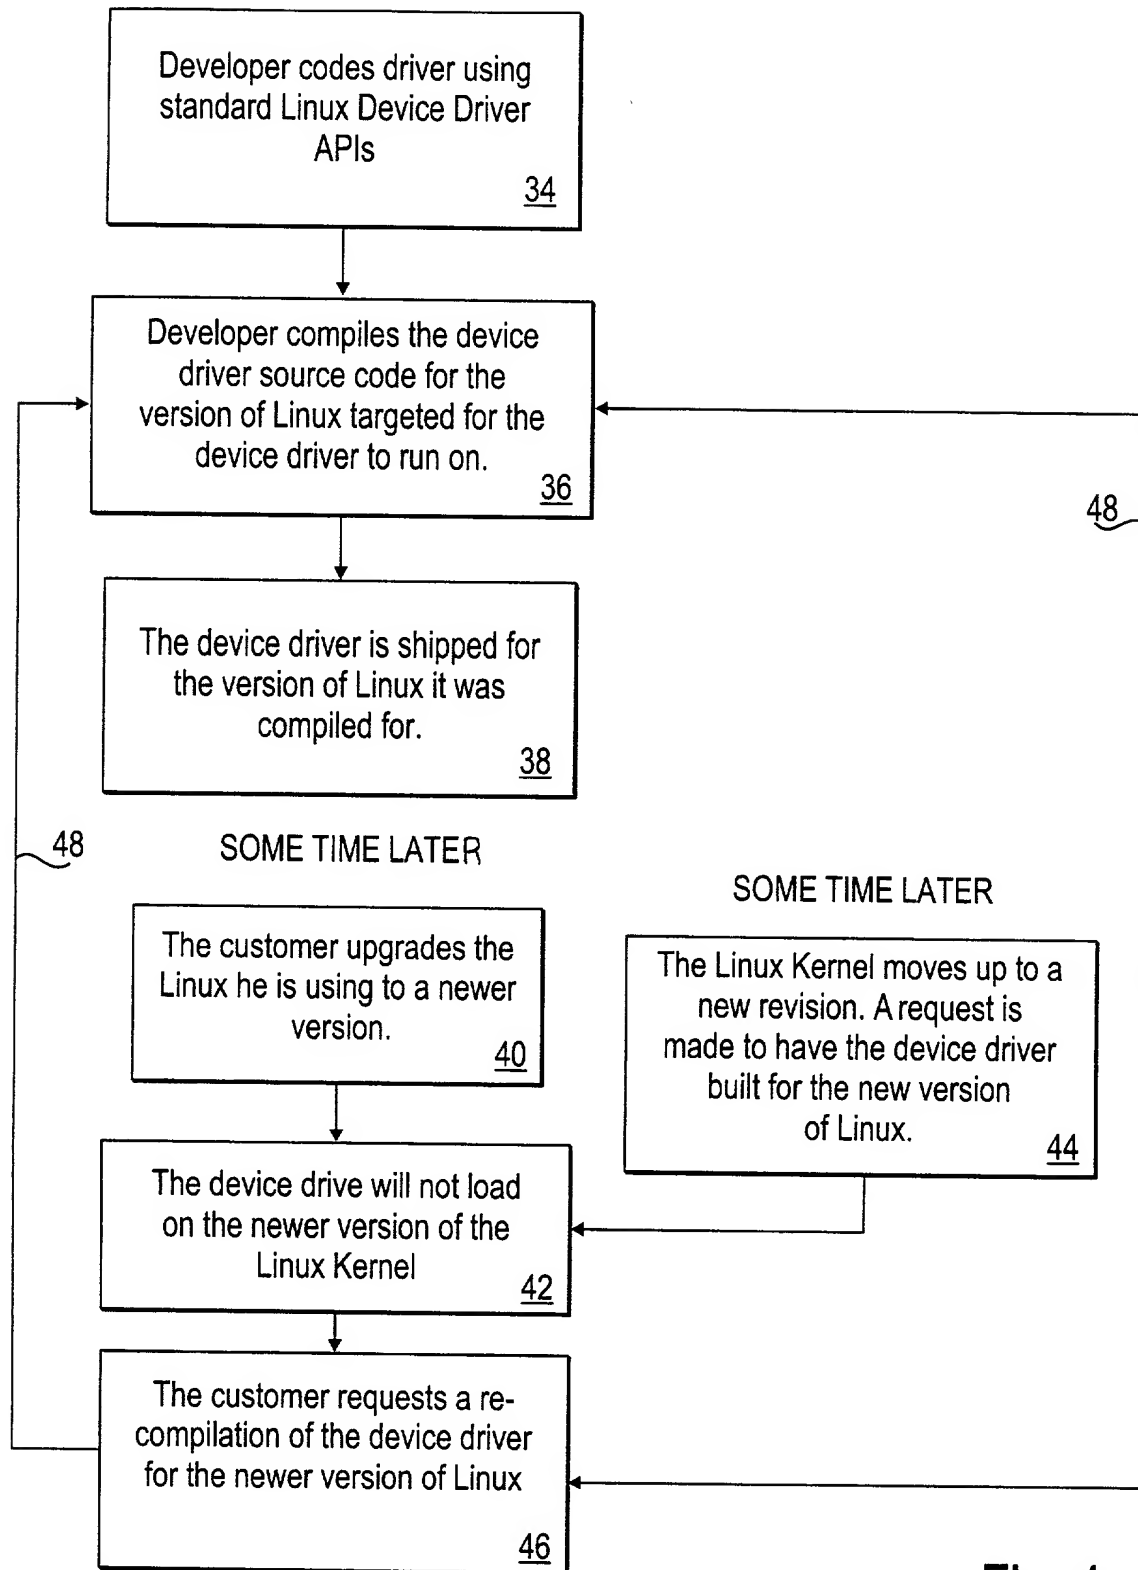 Developer codes driver using
standard Linux Device Driver
APIs
34
Developer compiles the device
driver source code for the
version of Linux targeted for the
device driver to run on.
36
48
The device driver is shipped for
the version of Linux it was
compiled for.
38
48
SOME TIME LATER
SOME TIME LATER
The customer upgrades the
Linux he is using to a newer
version.
40
The Linux Kernel moves up to a
new revision. A request is
made to have the device driver
built for the new version
of Linux.
44
The device drive will not load
on the newer version of the
Linux Kernel
42
The customer requests a re-
compilation of the device driver
for the newer version of Linux
46